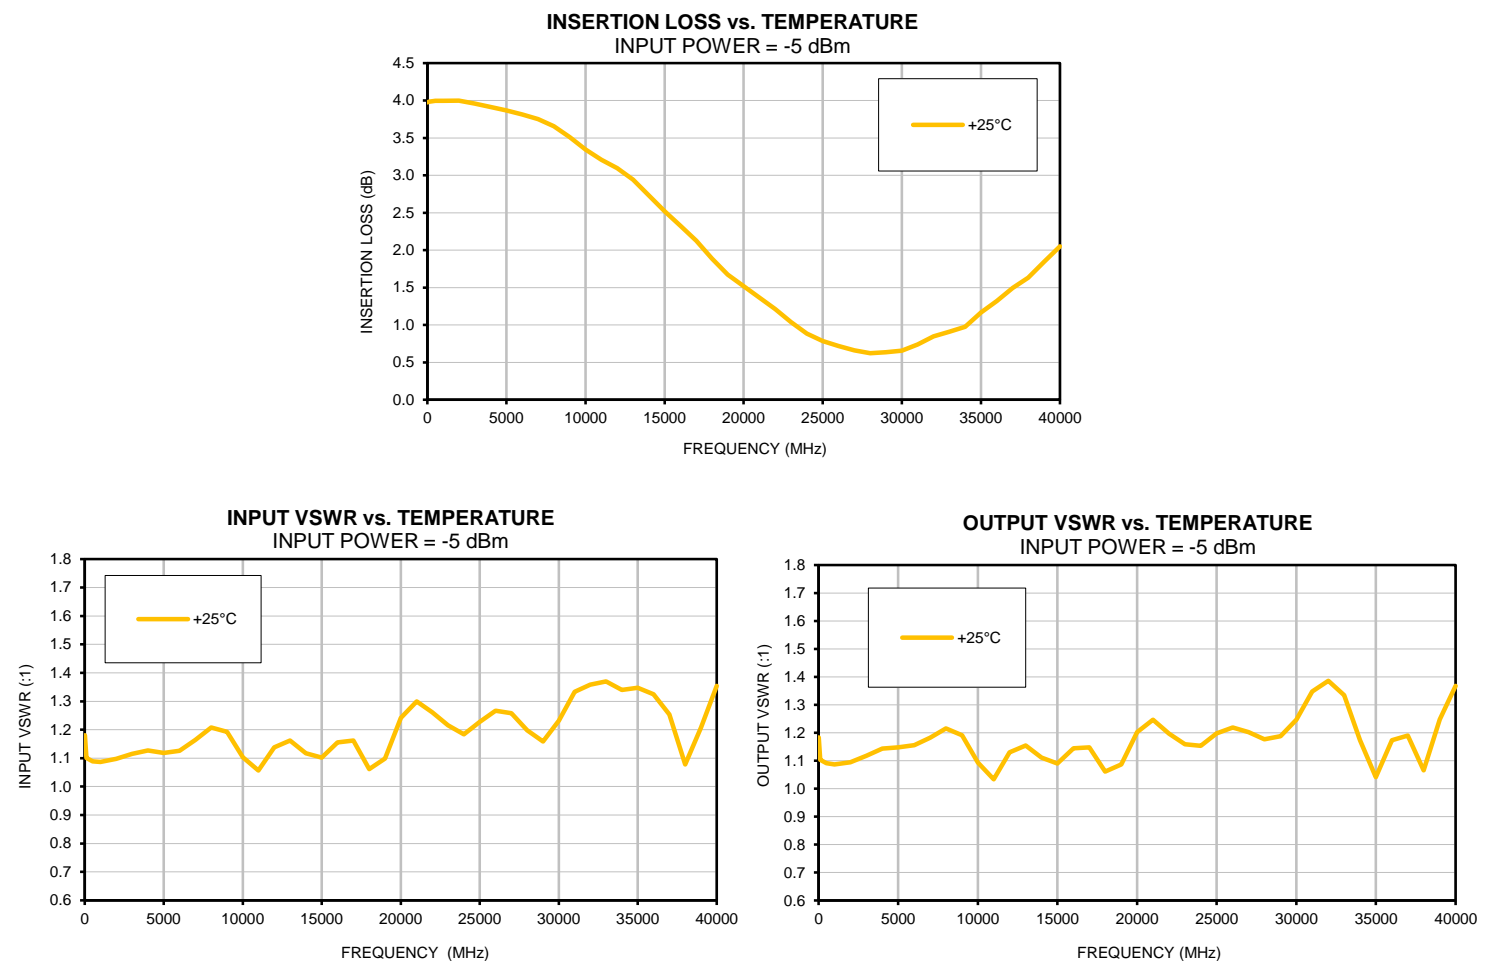 INSERTION LOSS vs. TEMPERATURE
INPUT POWER = -5 dBm
4.5
4.0
3.5
3.0
2.5
2.0
1.5
1.0
0.5
0.0
INSERTION LOSS (dB)
+25°C
0 5000 10000 15000 20000 25000 30000 35000 40000
FREQUENCY (MHz)
INPUT VSWR vs. TEMPERATURE
INPUT POWER = -5 dBm
1.8
1.7
1.6
1.5
1.4
1.3
1.2
1.1
1.0
0.9
0.8
0.7
0.6
INPUT VSWR (:1)
+25°C
0 5000 10000 15000 20000 25000 30000 35000 40000
FREQUENCY (MHz)
OUTPUT VSWR vs. TEMPERATURE
INPUT POWER = -5 dBm
1.8
1.7
1.6
1.5
1.4
1.3
1.2
1.1
1.0
0.9
0.8
0.7
0.6
OUTPUT VSWR (:1)
+25°C
0 5000 10000 15000 20000 25000 30000 35000 40000
FREQUENCY (MHz)